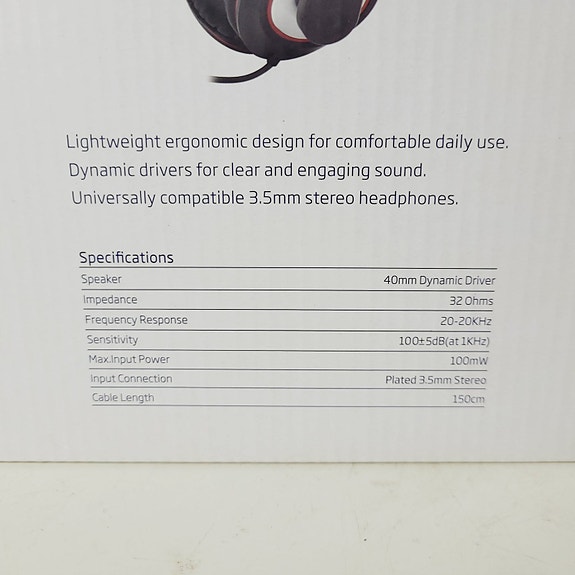 Lightweight ergonomic design for comfortable daily use.
Dynamic drivers for clear and engaging sound.
Universally compatible 3.5mm stereo headphones.
Specifications
Speaker 40mm Dynamic Driver
Impedance 32 Ohms
Frequency Response 20-20KHz
Sensitivity 100±5dB(at 1KHz)
Max.Input Power 100mW
Input Connection Plated 3.5mm Stereo
Cable Length 150cm